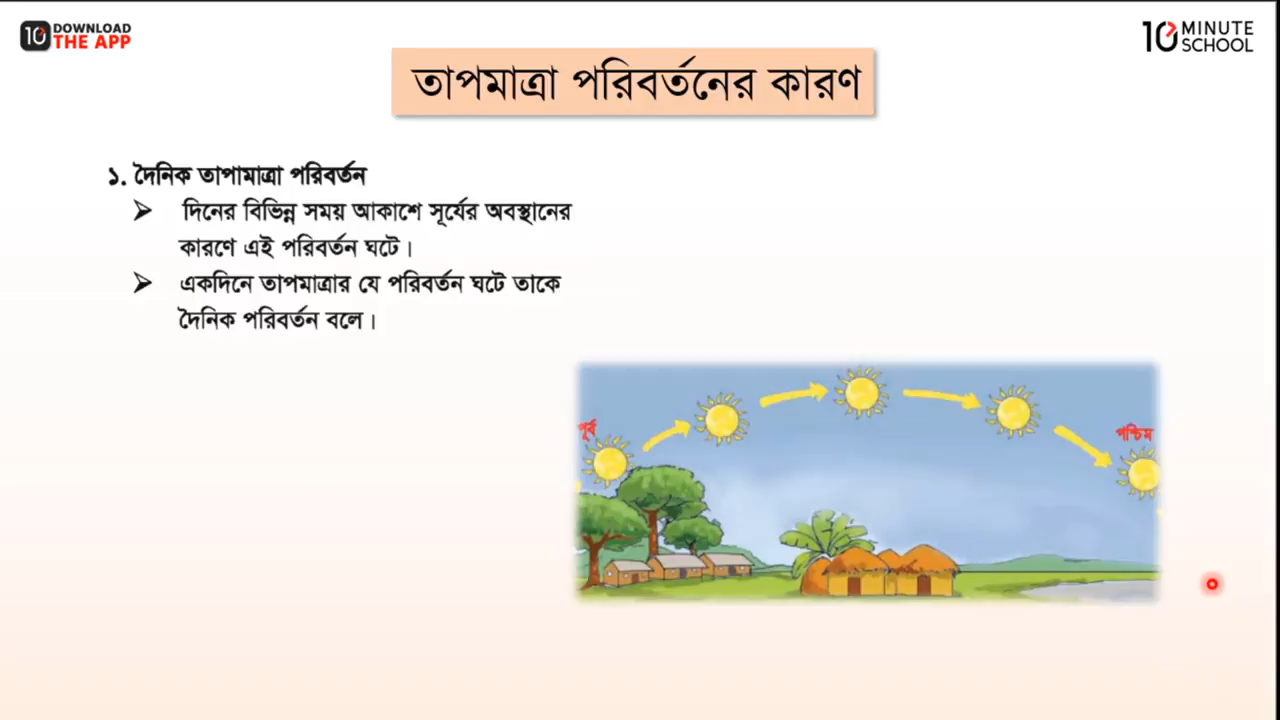 DOWNLOAD
THE APP
10 MINUTE
SCHOOL
তাপমাত্রা পরিবর্তনের কারণ
১. দৈনিক তাপামাত্রা পরিবর্তন
➢ দিনের বিভিন্ন সময় আকাশে সূর্যের অবস্থানের
কারণে এই পরিবর্তন ঘটে।
➢ একদিনে তাপমাত্রার যে পরিবর্তন ঘটে তাকে
দৈনিক পরিবর্তন বলে।
পূর্ব
পশ্চিম